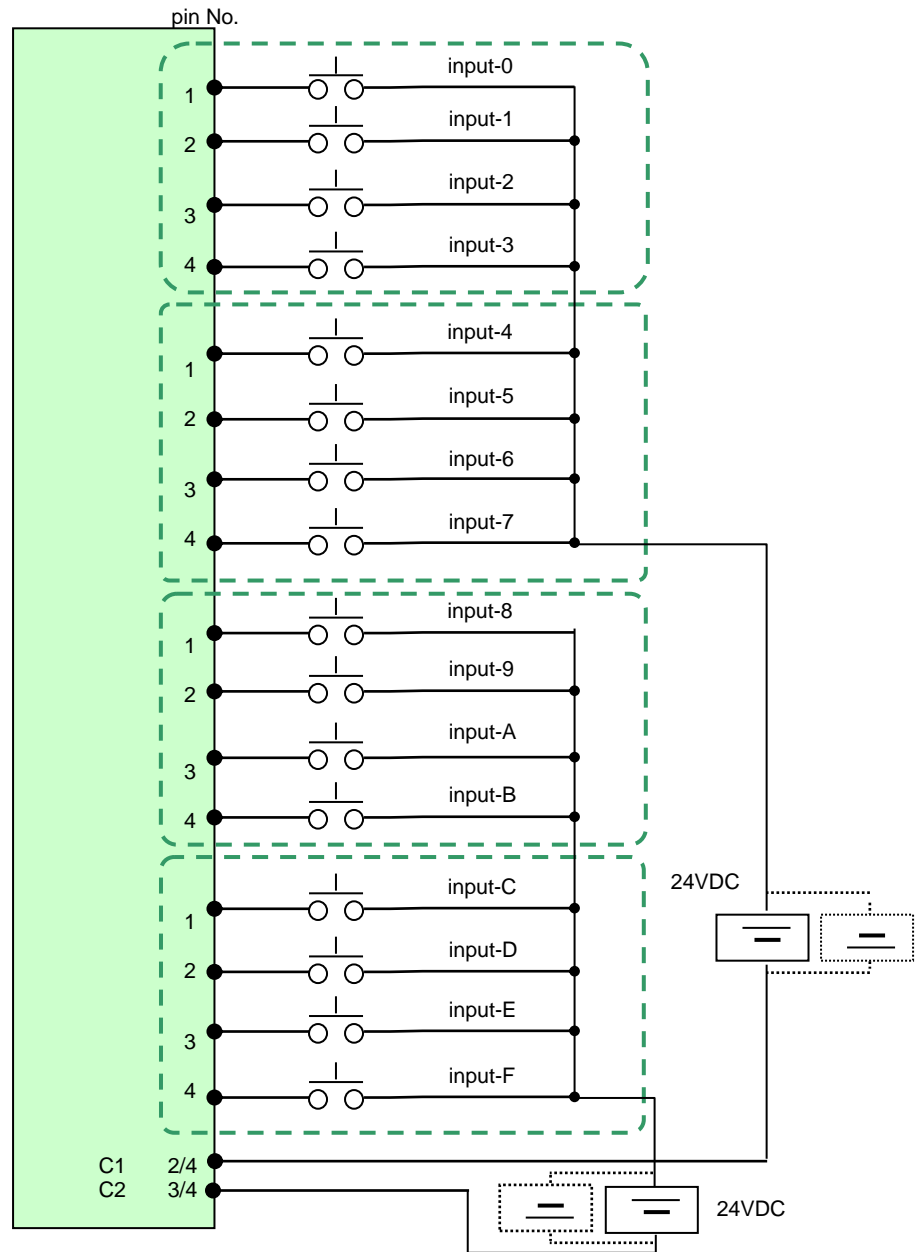 pin No.
input-0
1
input-1
2
input-2
3
input-3
4
input-4
1
input-5
2
input-6
3
input-7
4
input-8
1
input-9
2
input-A
3
input-B
4
input-C
1
24VDC
input-D
2
input-E
3
input-F
4
C1 2/4
C2 3/4
24VDC